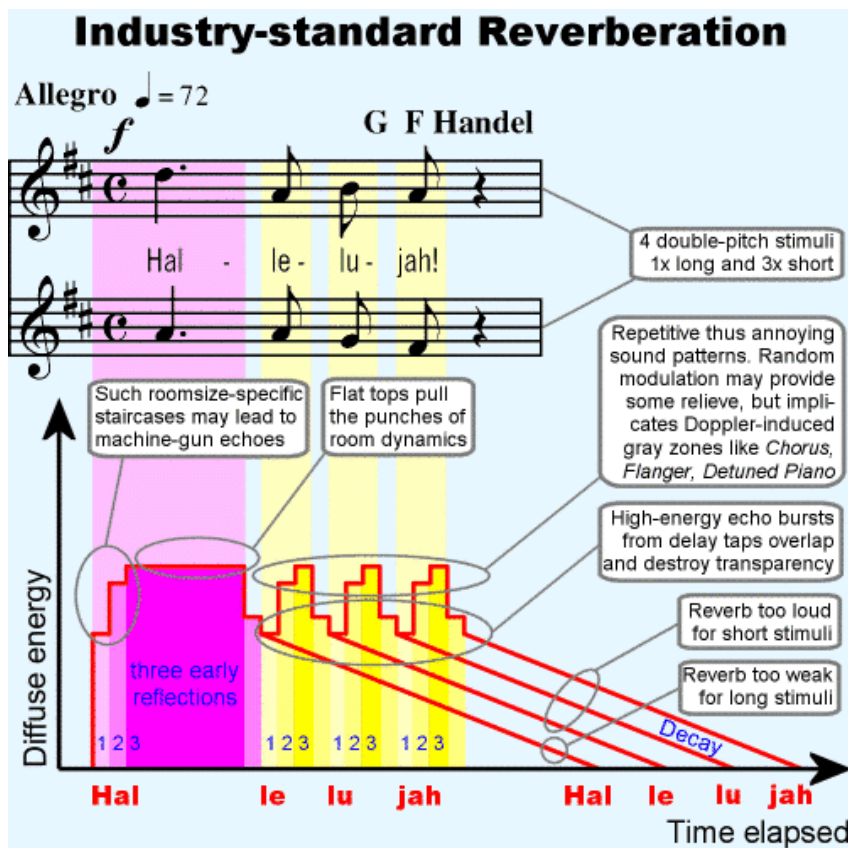 Industry-standard Reverberation
Allegro ♩ = 72
G F Handel
f
Hal - le - lu - jah!
4 double-pitch stimuli
1x long and 3x short
Repetitive thus annoying
sound patterns. Random
modulation may provide
some relieve, but impli-
cates Doppler-induced
gray zones like Chorus,
Flanger, Detuned Piano
Such roomsize-specific
staircases may lead to
machine-gun echoes
Flat tops pull
the punches of
room dynamics
High-energy echo bursts
from delay taps overlap
and destroy transparency
Reverb too loud
for short stimuli
Reverb too weak
for long stimuli
Diffuse energy
three early
reflections
Decay
1 2 3 1 2 3 1 2 3 1 2 3
Hal le lu jah Hal le lu jah
Time elapsed